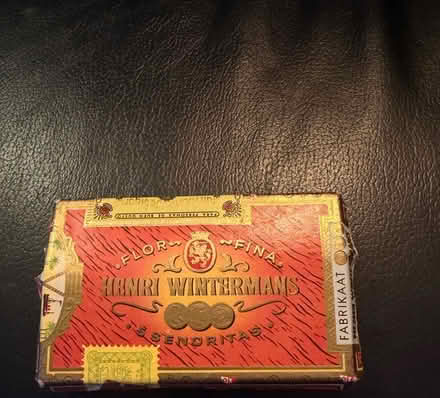 FLOR FINA
HENRI WINTERMANS
5 SENORITAS
FABRIKAAT